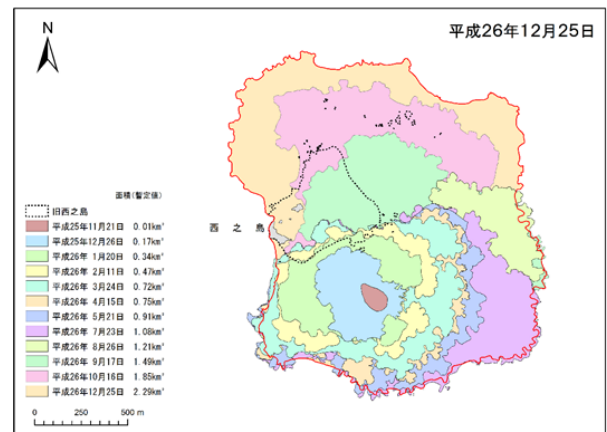 N
平成26年12月25日
面積(暫定値)
旧西之島
平成25年11月21日 0.01km²
平成25年12月26日 0.17km²
平成26年 1月20日 0.34km²
平成26年 2月11日 0.47km²
平成26年 3月24日 0.72km²
平成26年 4月15日 0.75km²
平成26年 5月21日 0.91km²
平成26年 7月23日 1.08km²
平成26年 8月26日 1.21km²
平成26年 9月17日 1.49km²
平成26年10月16日 1.85km²
平成26年12月25日 2.29km²
西之島
0 250 500 m